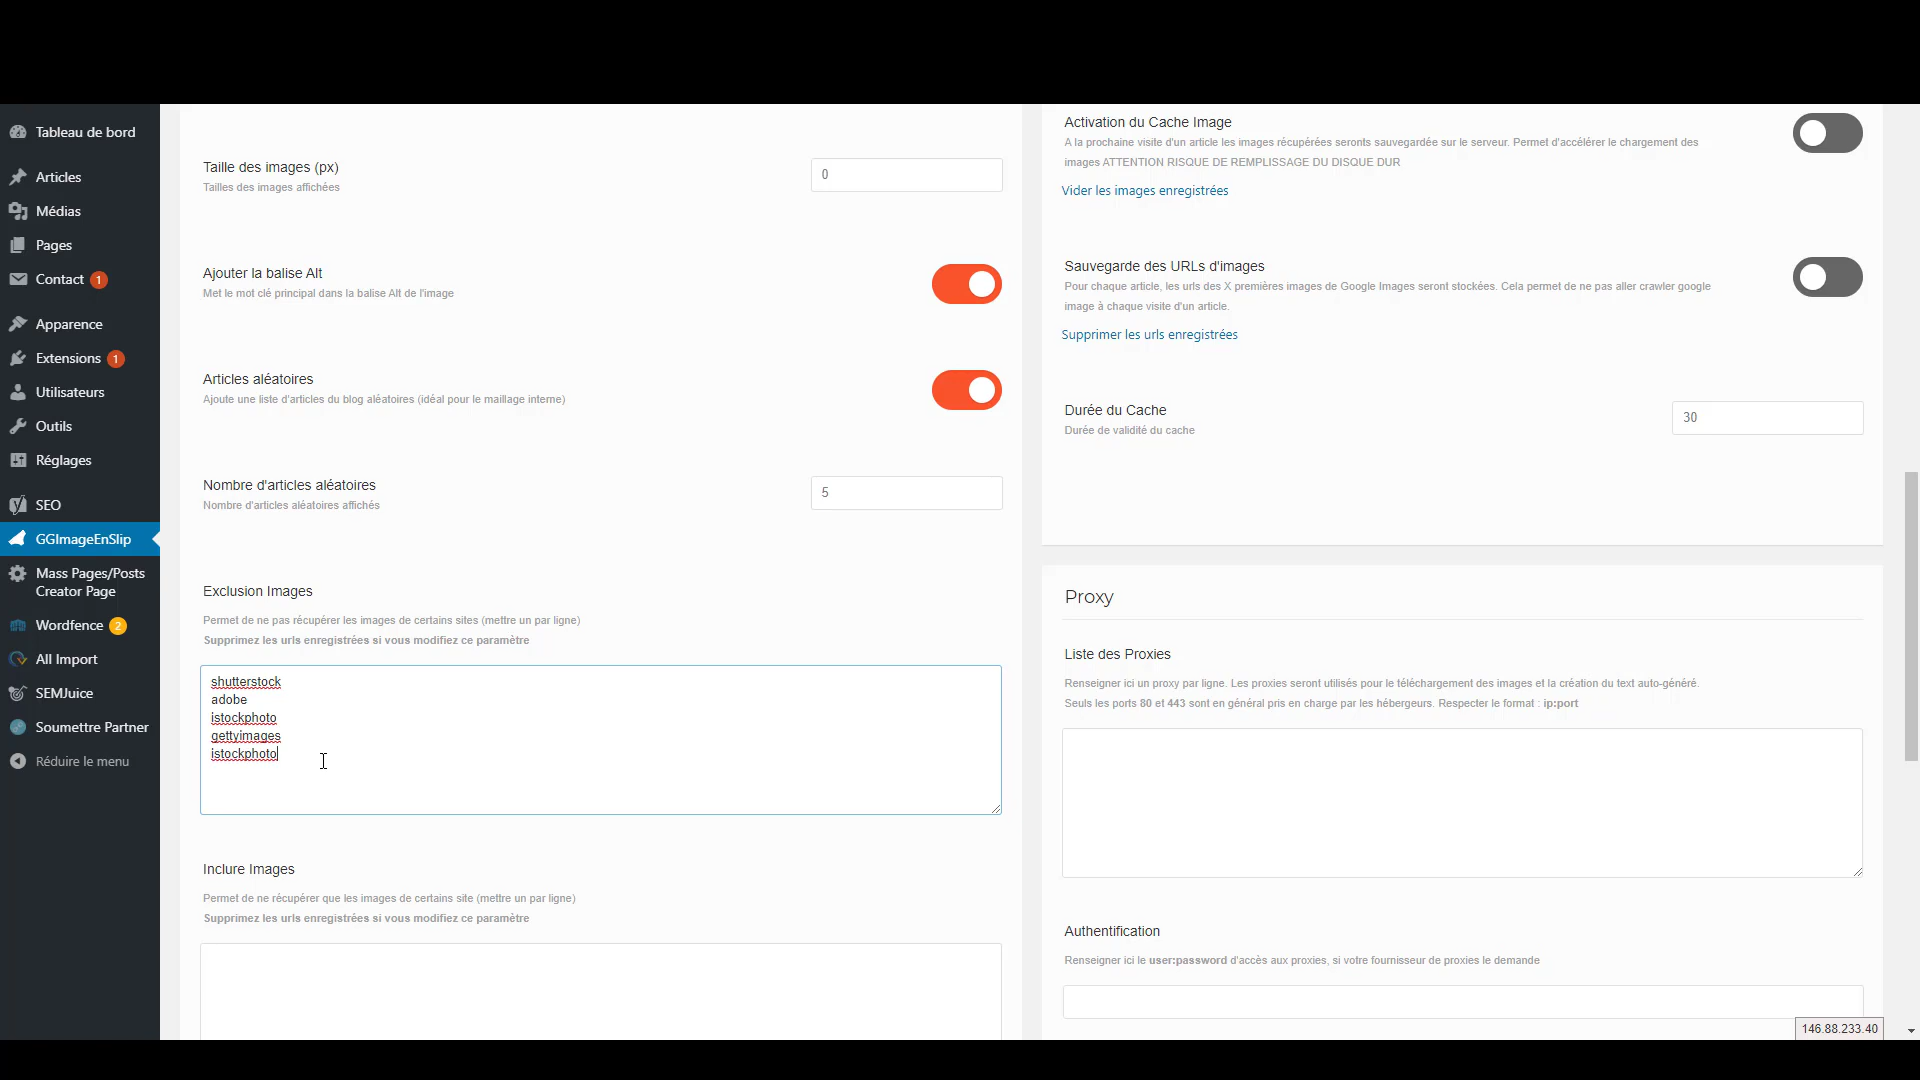 Tableau de bord
Articles
Médias
Pages
Contact 1
Apparence
Extensions 1
Utilisateurs
Outils
Réglages
SEO
GGImageEnSlip
Mass Pages/Posts
Creator Page
Wordfence 2
All Import
SEMJuice
Soumettre Partner
Réduire le menu
Taille des images (px)
Tailles des images affichées
0
Ajouter la balise Alt
Met le mot clé principal dans la balise Alt de l'image
Articles aléatoires
Ajoute une liste d'articles du blog aléatoires (idéal pour le maillage interne)
Nombre d'articles aléatoires
Nombre d'articles aléatoires affichés
5
Exclusion Images
Permet de ne pas récupérer les images de certains sites (mettre un par ligne)
Supprimez les urls enregistrées si vous modifiez ce paramètre
shutterstock
adobe
istockphoto
gettyimages
istockphoto
Inclure Images
Permet de ne récupérer que les images de certains site (mettre un par ligne)
Supprimez les urls enregistrées si vous modifiez ce paramètre
Activation du Cache Image
A la prochaine visite d'un article les images récupérées seronts sauvegardée sur le serveur. Permet d'accélérer le chargement des
images ATTENTION RISQUE DE REMPLISSAGE DU DISQUE DUR
Vider les images enregistrées
Sauvegarde des URLs d'images
Pour chaque article, les urls des X premières images de Google Images seront stockées. Cela permet de ne pas aller crawler google
image à chaque visite d'un article.
Supprimer les urls enregistrées
Durée du Cache
Durée de validité du cache
30
Proxy
Liste des Proxies
Renseigner ici un proxy par ligne. Les proxies seront utilisés pour le téléchargement des images et la création du text auto-généré.
Seuls les ports 80 et 443 sont en général pris en charge par les hébergeurs. Respecter le format : ip:port
Authentification
Renseigner ici le user:password d'accès aux proxies, si votre fournisseur de proxies le demande
146.88.233.40